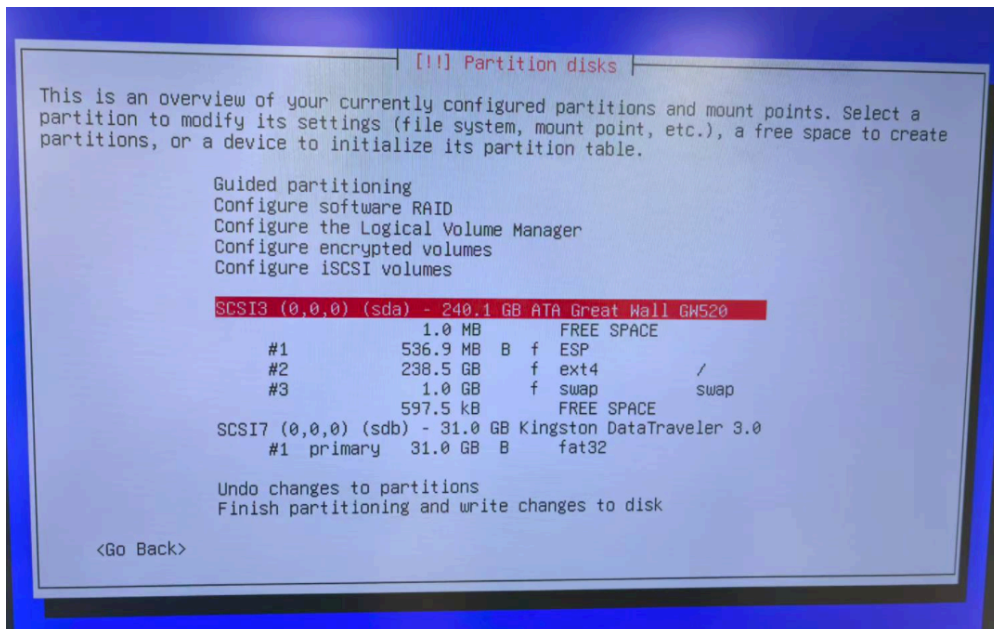 [!!] Partition disks
This is an overview of your currently configured partitions and mount points. Select a
partition to modify its settings (file system, mount point, etc.), a free space to create
partitions, or a device to initialize its partition table.
Guided partitioning
Configure software RAID
Configure the Logical Volume Manager
Configure encrypted volumes
Configure iSCSI volumes
SCSI3 (0,0,0) (sda) - 240.1 GB ATA Great Wall GW520
1.0 MB FREE SPACE
#1 536.9 MB B f ESP
#2 238.5 GB f ext4 /
#3 1.0 GB f swap swap
597.5 kB FREE SPACE
SCSI7 (0,0,0) (sdb) - 31.0 GB Kingston DataTraveler 3.0
#1 primary 31.0 GB B fat32
Undo changes to partitions
Finish partitioning and write changes to disk
<Go Back>